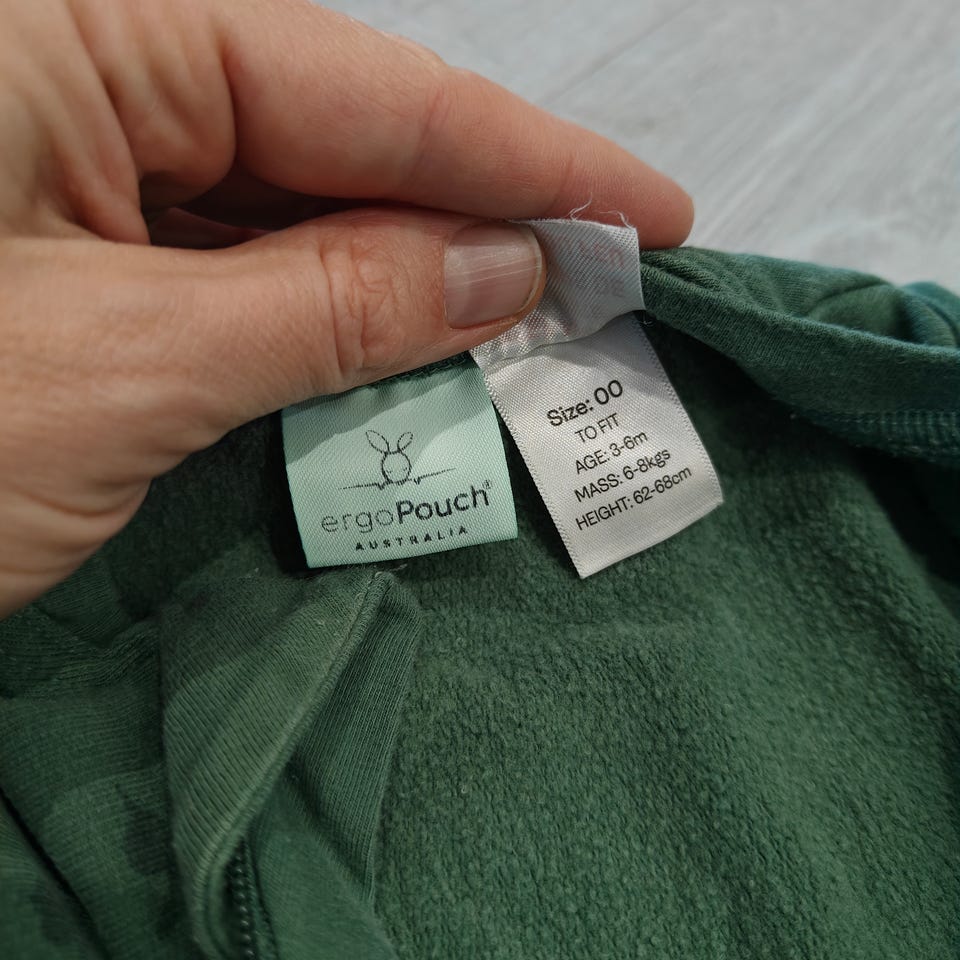 ergoPouch®
AUSTRALIA
Size: 00
TO FIT
AGE: 3-6m
MASS: 6-8kgs
HEIGHT: 62-68cm